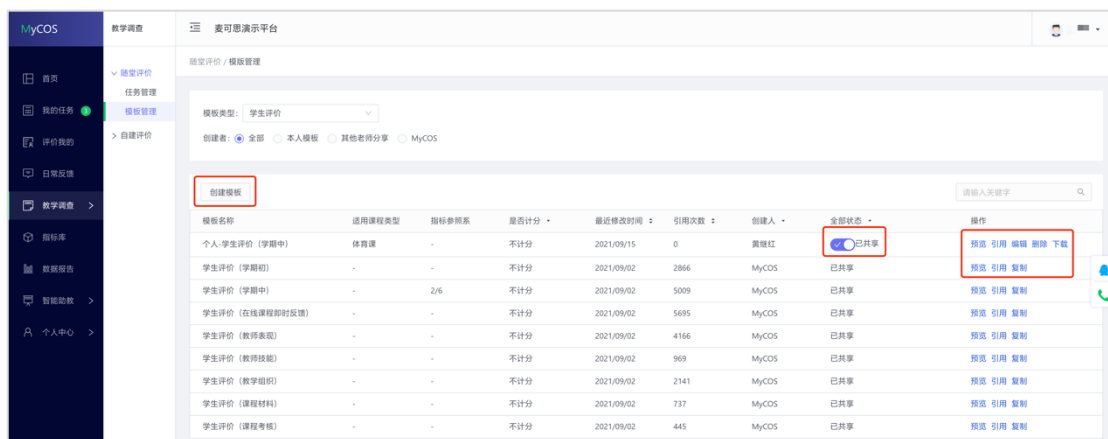 MyCOS
教学调查
麦可思演示平台
首页
我的任务
评价我的
日常反馈
教学调查
指标库
数据报告
智能助教
个人中心
随堂评价
任务管理
模板管理
自建评价
随堂评价 / 模版管理
模板类型： 学生评价
创建者： 全部 本人模板 其他老师分享 MyCOS
创建模板 请输入关键字
模板名称 适用课程类型 指标参照系 是否计分 最近修改时间 引用次数 创建人 全部状态 操作
个人-学生评价（学期中） 体育课 - 不计分 2021/09/15 0 黄继红 已共享 预览 引用 编辑 删除 下载
学生评价（学期初） - - 不计分 2021/09/02 2866 MyCOS 已共享 预览 引用 复制
学生评价（学期中） - 2/6 不计分 2021/09/02 5009 MyCOS 已共享 预览 引用 复制
学生评价（在线课程即时反馈） - - 不计分 2021/09/02 5695 MyCOS 已共享 预览 引用 复制
学生评价（教师表现） - - 不计分 2021/09/02 4166 MyCOS 已共享 预览 引用 复制
学生评价（教师技能） - - 不计分 2021/09/02 969 MyCOS 已共享 预览 引用 复制
学生评价（教学组织） - - 不计分 2021/09/02 2141 MyCOS 已共享 预览 引用 复制
学生评价（课程材料） - - 不计分 2021/09/02 737 MyCOS 已共享 预览 引用 复制
学生评价（课程考核） - - 不计分 2021/09/02 445 MyCOS 已共享 预览 引用 复制